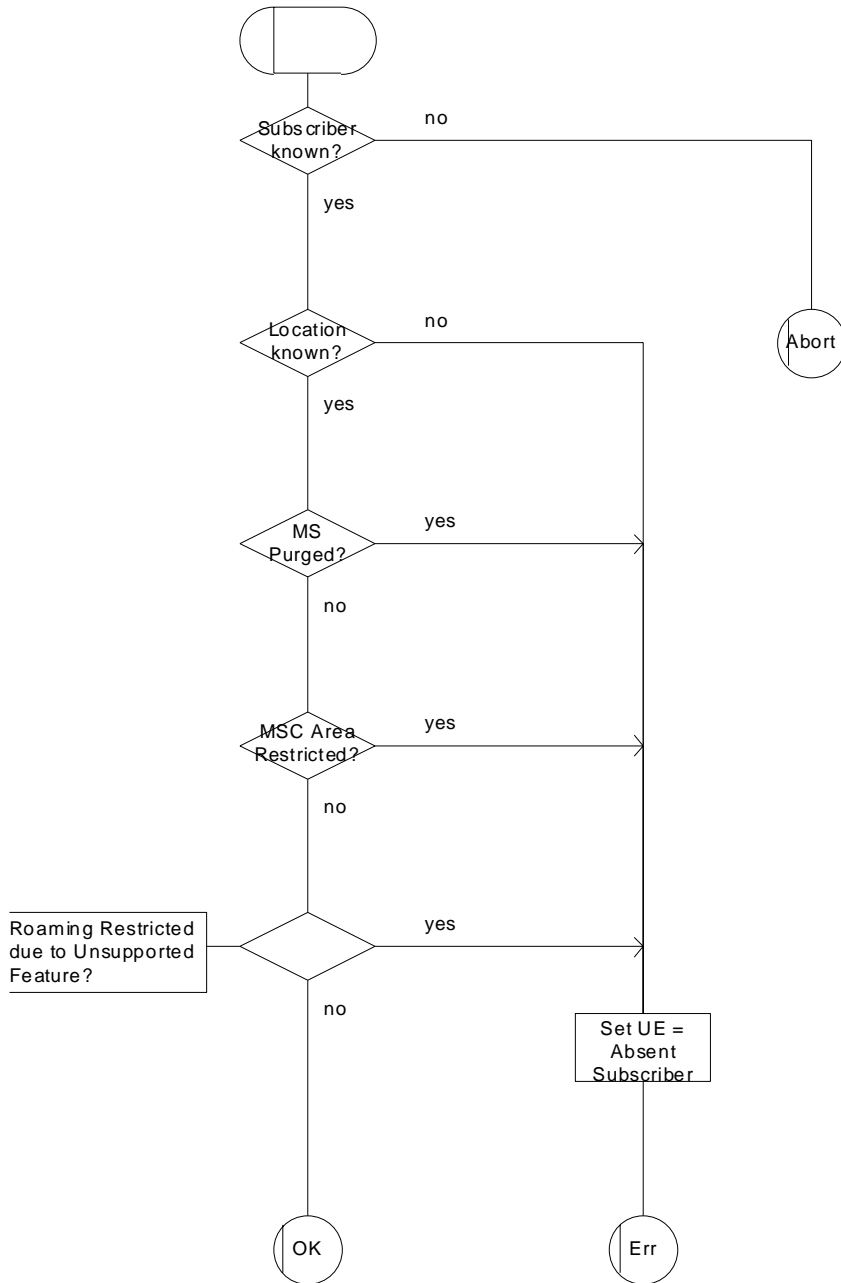 Subscriber
known?
no
yes
Location
known?
no
yes
Abort
MS
Purged?
yes
no
MSC Area
Restricted?
yes
no
Roaming Restricted
due to Unsupported
Feature?
yes
no
Set UE =
Absent
Subscriber
OK
Err